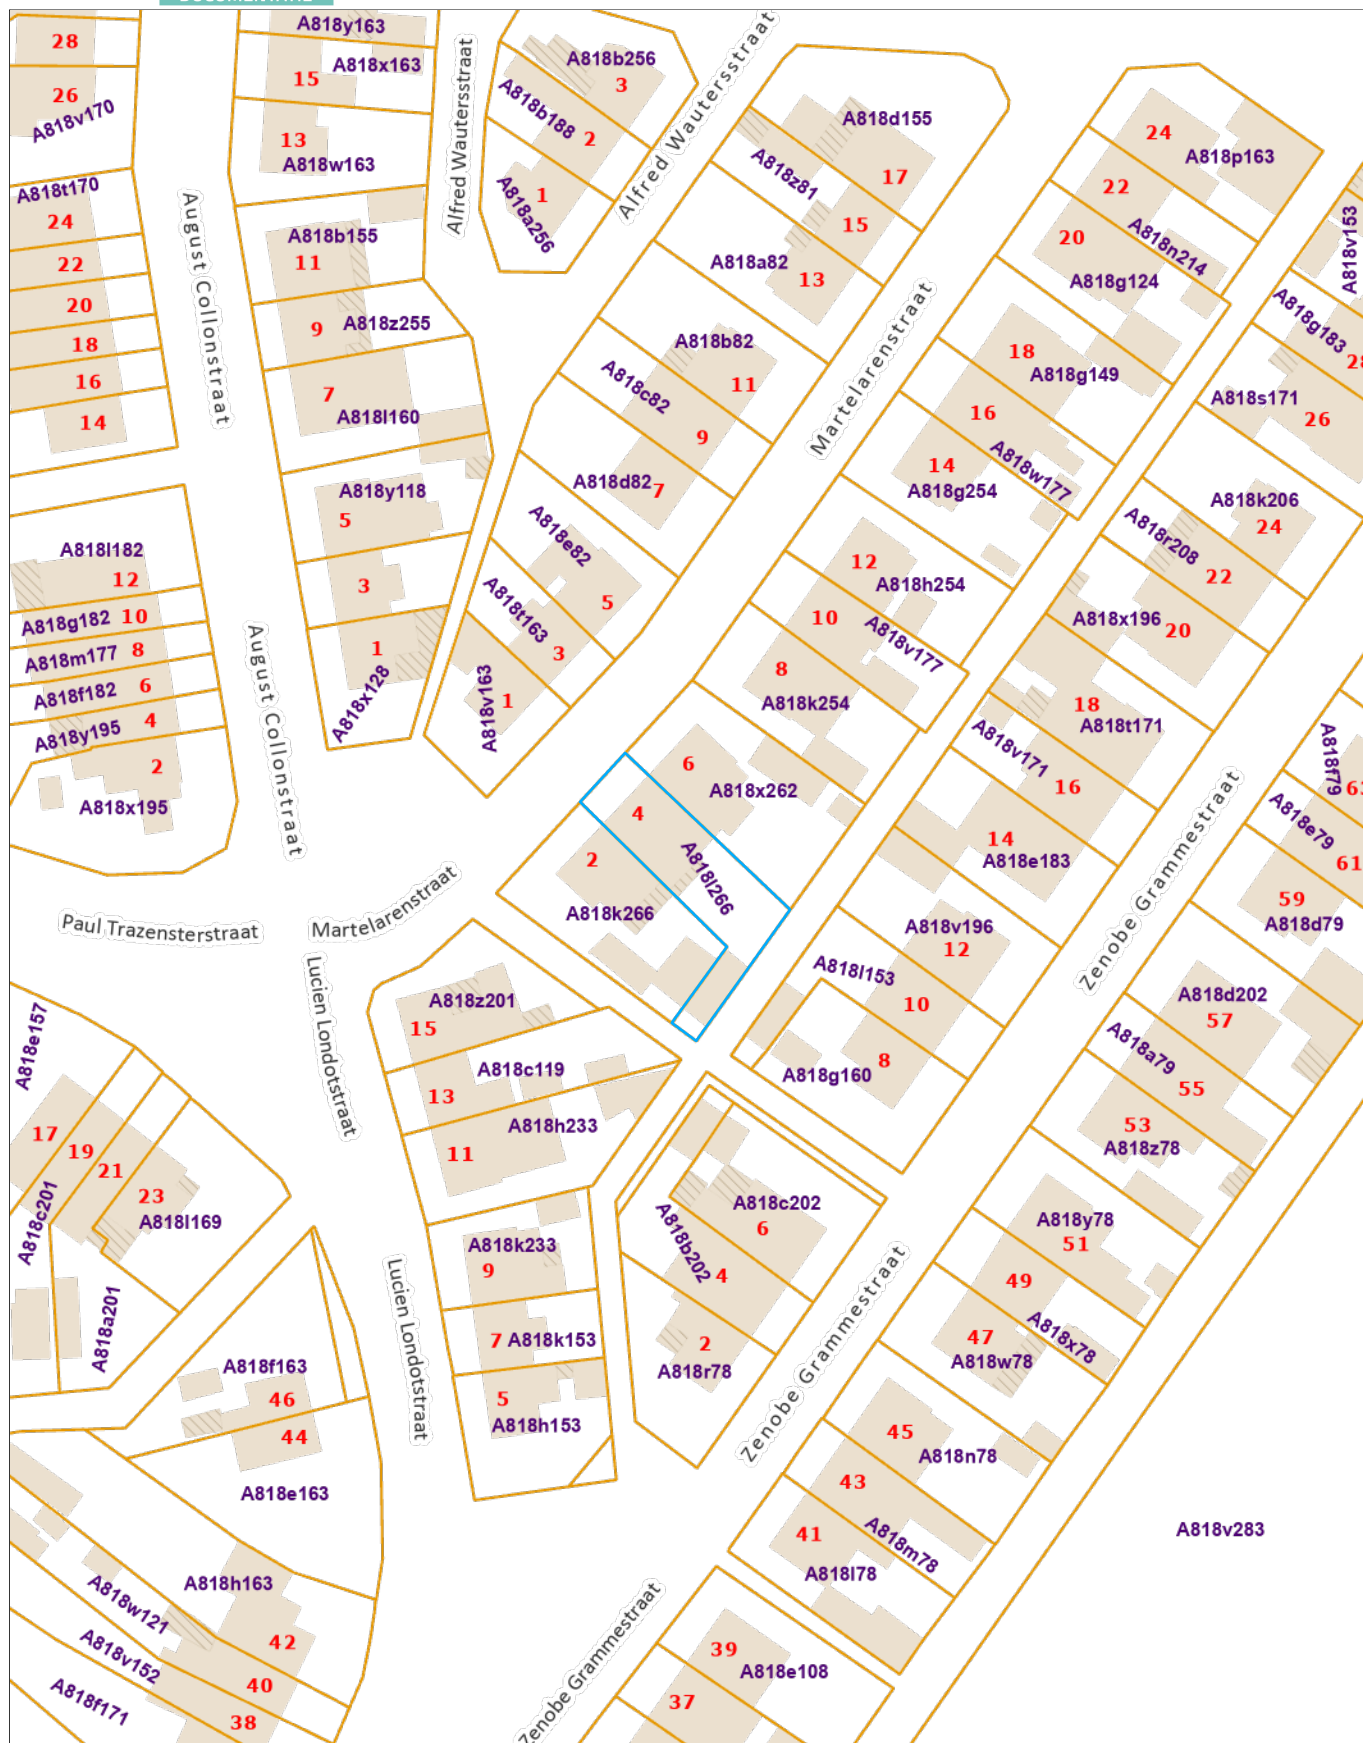 28
A818y163
15
A818x163
26
A818v170
13
A818w163
Alfred Wautersstraat
A818b256
3
A818b188
2
1
A818a256
Alfred Wautersstraat
A818d155
17
A818z81
15
A818a82
13
24
A818p163
22
A818n214
20
A818g124
A818v153
A818t170
24
22
20
18
16
14
August Collonstraat
A818b155
11
9
A818z255
7
A818l160
A818b82
11
A818c82
9
A818d82
7
Martelarenstraat
18
A818g149
16
A818w177
14
A818g254
A818g183
A818s171
26
A818k206
24
A818r208
22
20
A818x196
A818y118
5
3
1
A818x128
A818e82
5
A818t163
3
A818v163
1
12
A818h254
10
A818v177
8
A818k254
A818l182
12
A818g182
10
A818m177
8
A818f182
6
A818y195
4
2
A818x195
August Collonstraat
18
A818t171
A818v171
16
14
A818e183
Zenobe Grammestraat
A818f79
A818e79
61
59
A818d79
6
A818x262
4
A818l266
2
A818k266
Paul Trazensterstraat
Martelarenstraat
Lucien Londotstraat
A818v196
12
A818l153
10
8
A818g160
A818d202
57
A818a79
55
53
A818z78
A818z201
15
A818c119
13
A818h233
11
A818e157
17
19
21
23
A818c201
A818l169
A818a201
A818c202
6
A818b202
4
2
A818r78
A818k233
9
7
A818k153
5
A818h153
Lucien Londotstraat
Zenobe Grammestraat
A818y78
51
49
A818x78
47
A818w78
A818f163
46
44
A818e163
45
A818n78
43
A818m78
41
A818l78
A818v283
A818h163
A818w121
42
A818v152
40
A818f171
38
Zenobe Grammestraat
39
A818e108
37